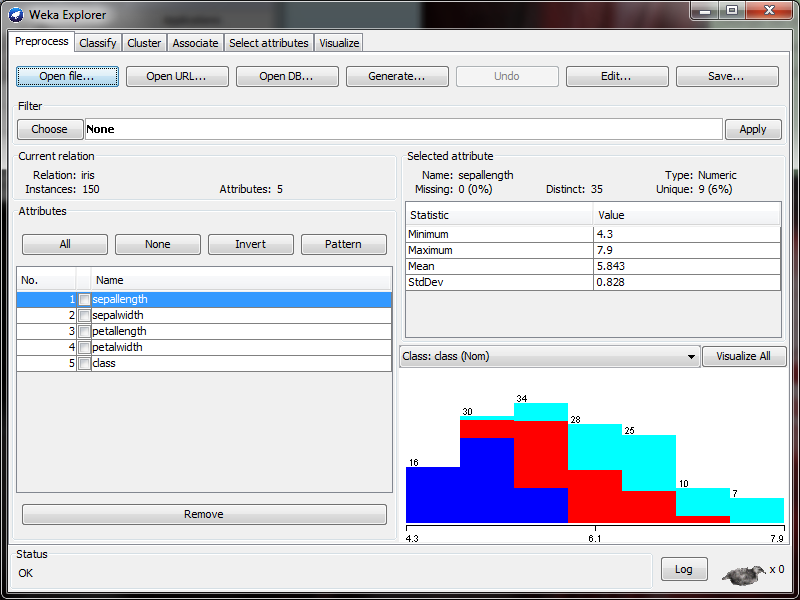 Weka Explorer
Preprocess Classify Cluster Associate Select attributes Visualize
Open file... Open URL... Open DB... Generate... Undo Edit... Save...
Filter
Choose None Apply
Current relation
Relation: iris
Instances: 150 Attributes: 5
Attributes
All None Invert Pattern
No. Name
1 sepallength
2 sepalwidth
3 petallength
4 petalwidth
5 class
Remove
Selected attribute
Name: sepallength Type: Numeric
Missing: 0 (0%) Distinct: 35 Unique: 9 (6%)
Statistic Value
Minimum 4.3
Maximum 7.9
Mean 5.843
StdDev 0.828
Class: class (Nom) Visualize All
16 30 34 28 25 10 7
4.3 6.1 7.9
Status
OK Log x 0